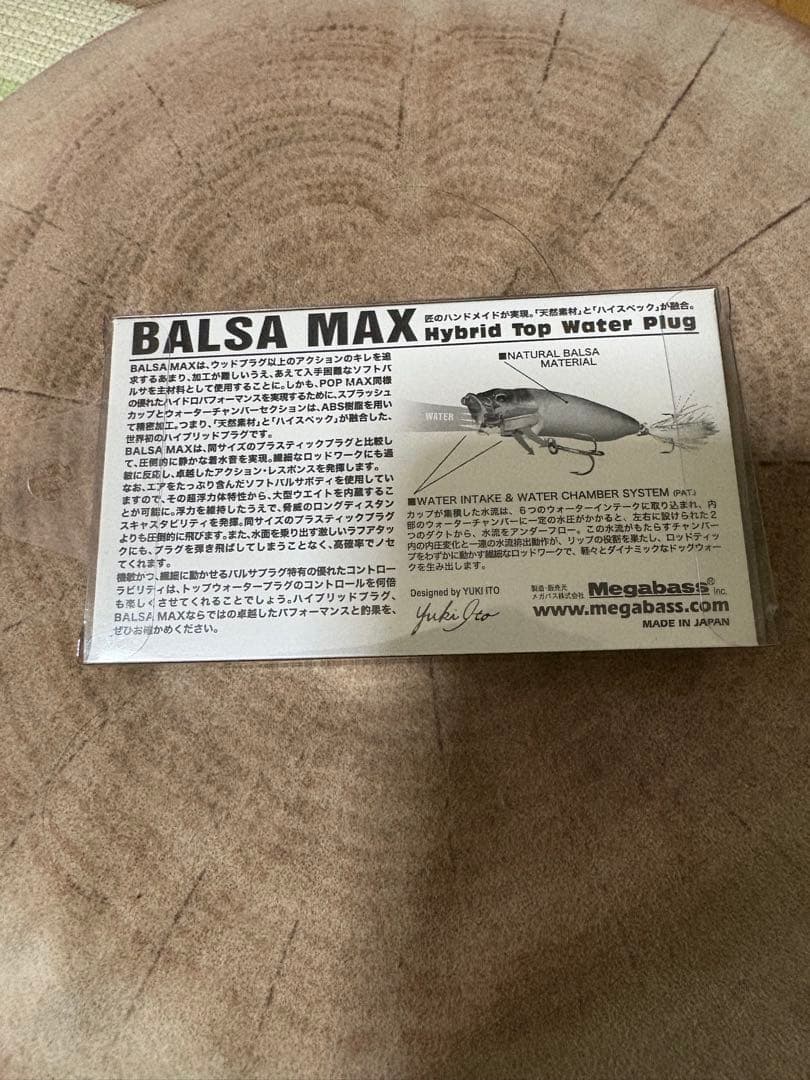 BALSA MAX
匠のハンドメイドが実現。「天然素材」と「ハイスペック」が融合。
Hybrid Top Water Plug
BALSA MAXは、ウッドプラグ以上のアクションのキレを追
求するあまり、加工が難しいうえ、あえて入手困難なソフトバ
ルサを主材料として使用することに。しかも、POP MAX同様
の優れたハイドロパフォーマンスを実現するために、スプラッシュ
カップとウォーターチャンバーセクションは、ABS樹脂を用い
て精密加工。つまり、「天然素材」と「ハイスペック」が融合した、
世界初のハイブリッドプラグです。
BALSA MAXは、同サイズのプラスティックプラグと比較し
て、圧倒的に静かな着水音を実現。繊細なロッドワークにも過
敏に反応し、卓越したアクション・レスポンスを発揮します。
なお、エアをたっぷり含んだソフトバルサボディを使用してい
ますので、その超浮力体特性から、大型ウエイトを内蔵するこ
とが可能に。浮力を維持したうえで、脅威のロングディスタン
スキャスタビリティを発揮。同サイズのプラスティックプラグ
よりも圧倒的に飛びます。また、水面を乗り出す激しいラフアタッ
クにも、プラグを弾き飛ばしてしまうことなく、高確率でノセ
てくれます。
機敏かつ、繊細に動かせるバルサプラグ特有の優れたコントロー
ラビリティは、トップウォータープラグのコントロールを何倍
も楽しくさせてくれることでしょう。ハイブリッドプラグ、
BALSA MAXならではの卓越したパフォーマンスと釣果を、
ぜひお確かめください。
■NATURAL BALSA
MATERIAL
WATER
■WATER INTAKE & WATER CHAMBER SYSTEM (PAT.)
カップが集積した水流は、6つのウォーターインテークに取り込まれ、内
部のウォーターチャンバーに一定の水圧がかかると、左右に設けられた2
つのダクトから、水流をアンダーフロー。この水流がもたらすチャンバー
内の内圧変化と一連の水流排出動作が、リップの役割を果たし、ロッドティッ
プをわずかに動かす繊細なロッドワークで、軽々とダイナミックなドッグウォー
クを生み出します。
Designed by YUKI ITO
Yuki Ito
製造・販売元
メガバス株式会社
Megabass® Inc.
www.megabass.com
MADE IN JAPAN